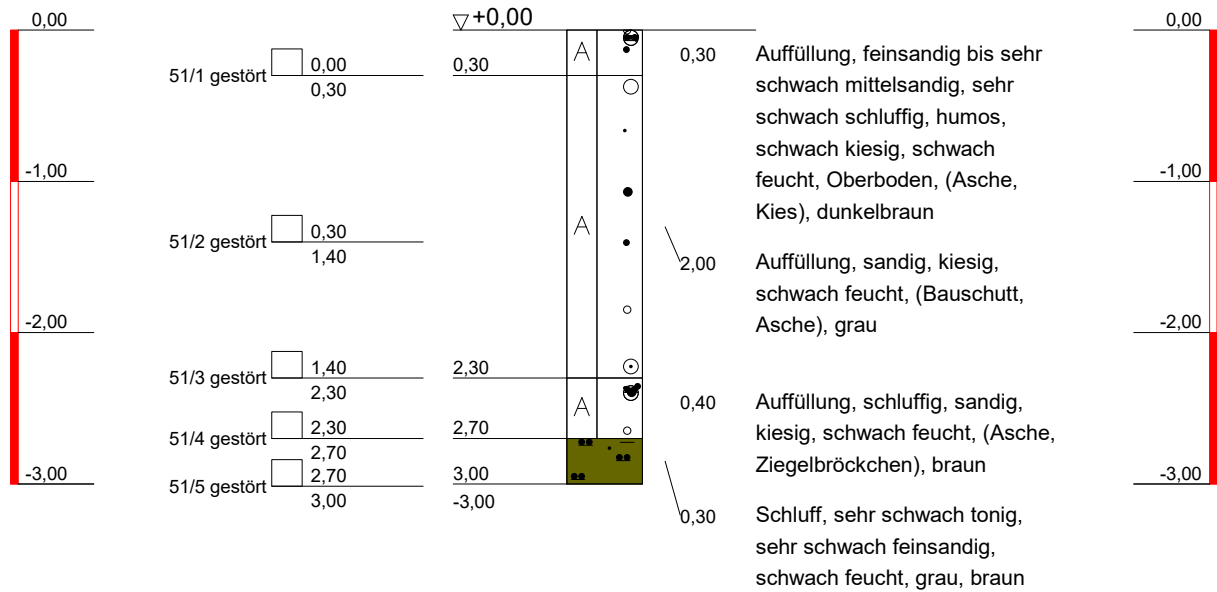 0,00
-1,00
-2,00
-3,00
51/1 gestört
0,00
0,30
51/2 gestört
0,30
1,40
51/3 gestört
1,40
2,30
51/4 gestört
2,30
2,70
51/5 gestört
2,70
3,00
+0,00
0,30
2,30
2,70
3,00
-3,00
A
A
A
0,30 Auffüllung, feinsandig bis sehr
schwach mittelsandig, sehr
schwach schluffig, humos,
schwach kiesig, schwach
feucht, Oberboden, (Asche,
Kies), dunkelbraun
2,00 Auffüllung, sandig, kiesig,
schwach feucht, (Bauschutt,
Asche), grau
0,40 Auffüllung, schluffig, sandig,
kiesig, schwach feucht, (Asche,
Ziegelbröckchen), braun
0,30 Schluff, sehr schwach tonig,
sehr schwach feinsandig,
schwach feucht, grau, braun
0,00
-1,00
-2,00
-3,00